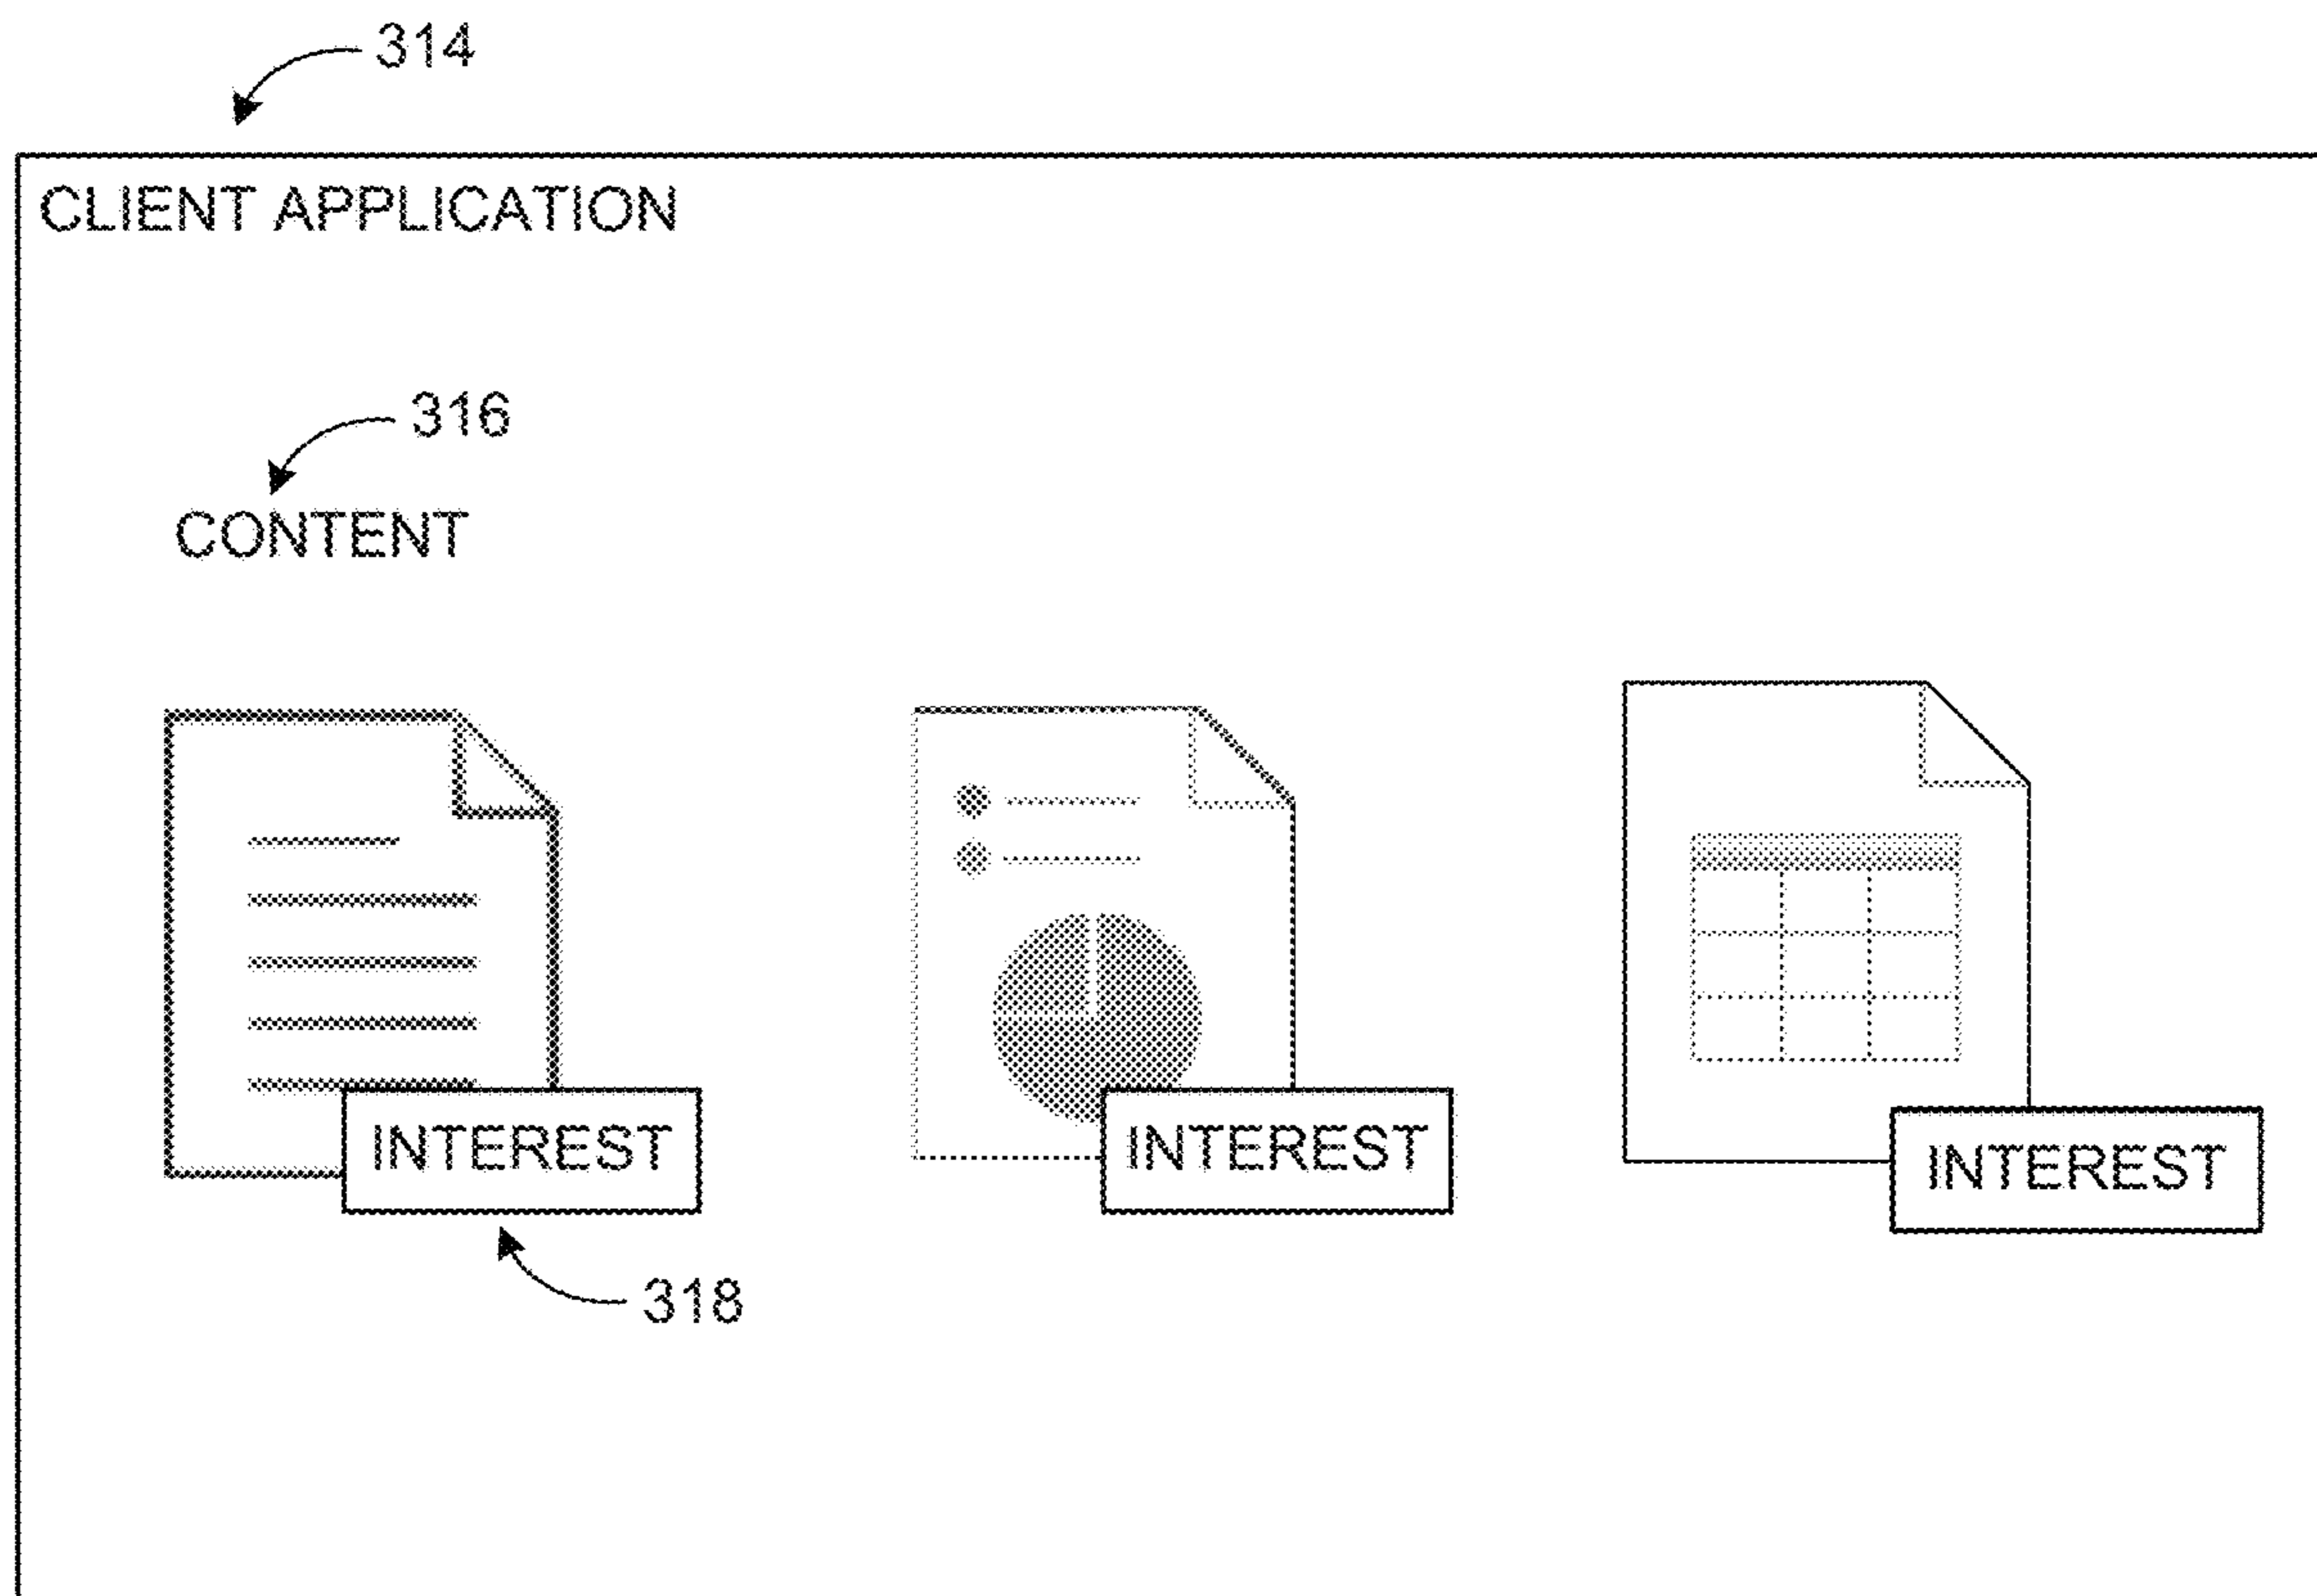 314
CLIENT APPLICATION
316
CONTENT
INTEREST
INTEREST
INTEREST
318